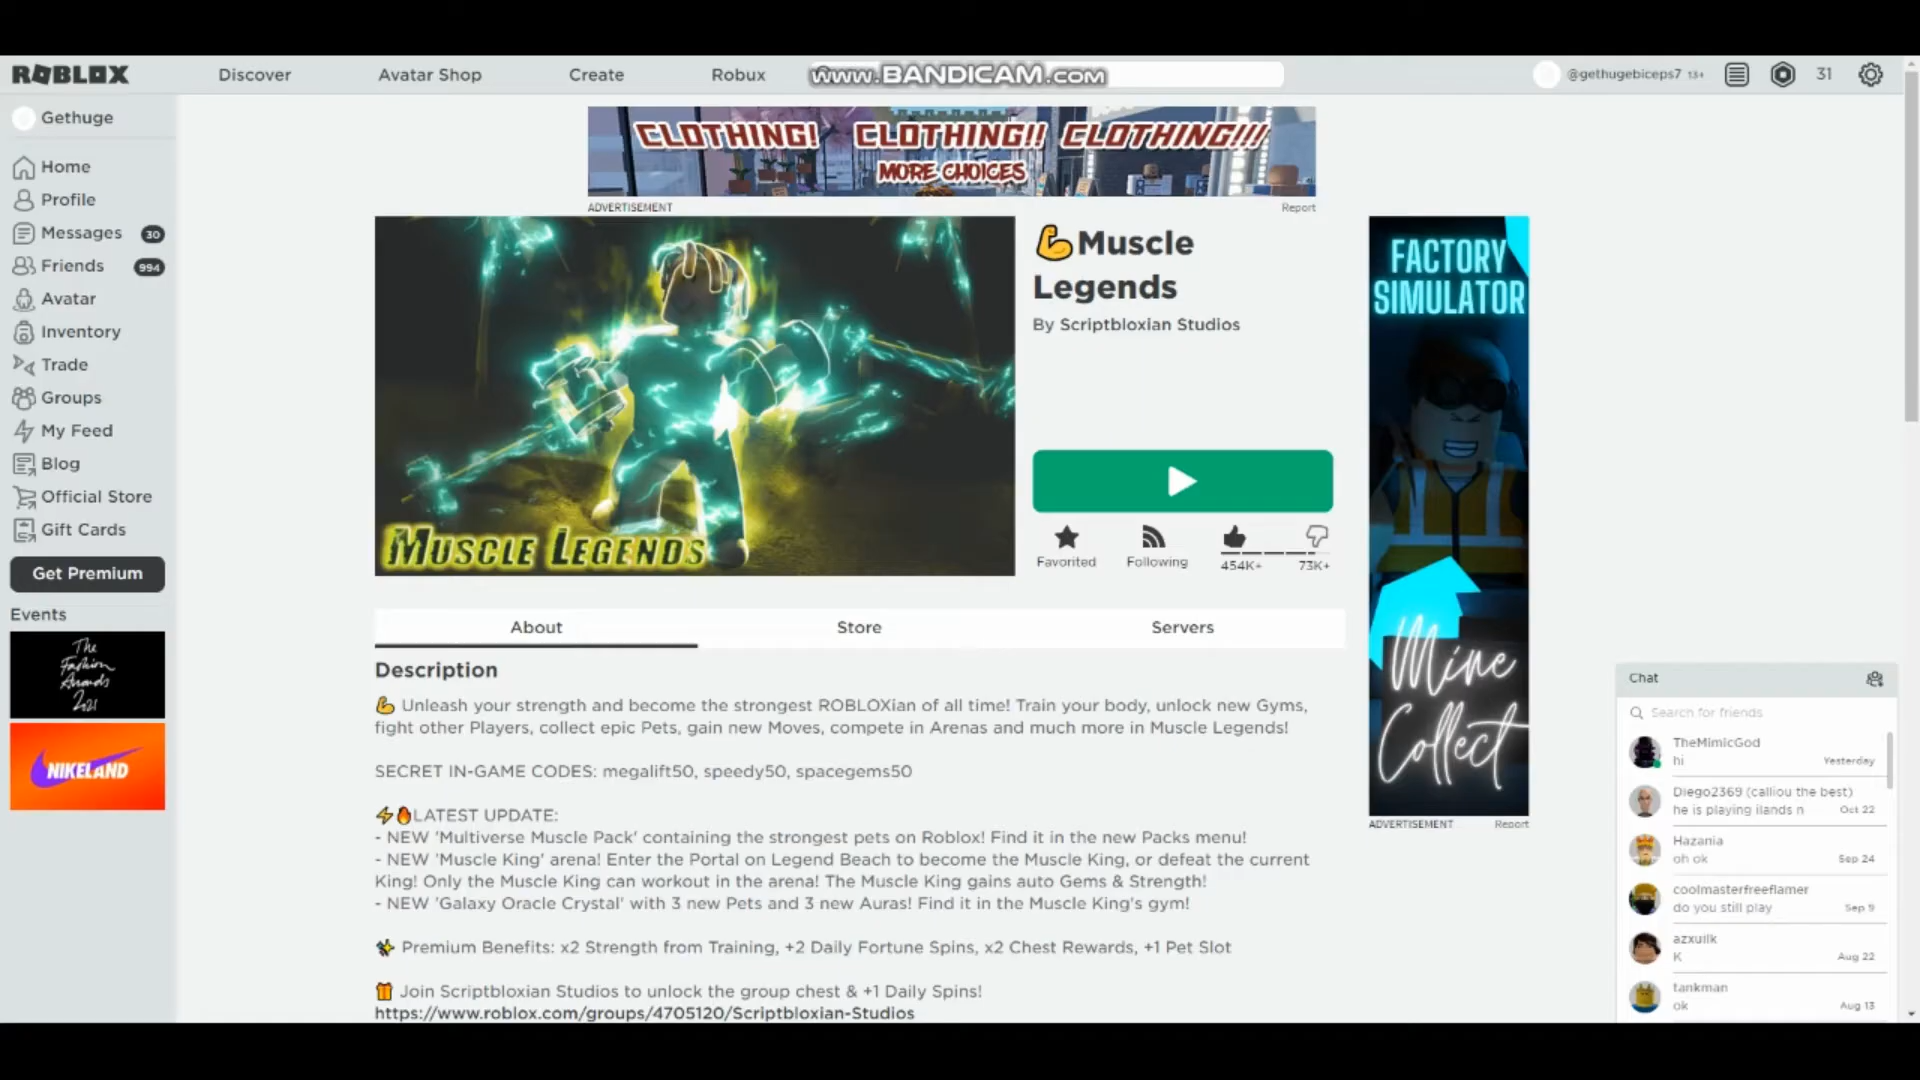 ROBLOX
Discover
Avatar Shop
Create
Robux
www.BANDICAM.com
@gethugebiceps7 13+
31
Gethuge
Home
Profile
Messages 30
Friends 994
Avatar
Inventory
Trade
Groups
My Feed
Blog
Official Store
Gift Cards
Get Premium
Events
The
Fashion
Awards
2021
NIKELAND
CLOTHING! CLOTHING!! CLOTHING!!!
MORE CHOICES
ADVERTISEMENT
Report
MUSCLE LEGENDS
💪Muscle
Legends
By Scriptbloxian Studios
Favorited
Following
454K+
73K+
About
Store
Servers
Description
💪 Unleash your strength and become the strongest ROBLOXian of all time! Train your body, unlock new Gyms,
fight other Players, collect epic Pets, gain new Moves, compete in Arenas and much more in Muscle Legends!
SECRET IN-GAME CODES: megalift50, speedy50, spacegems50
⚡🔥LATEST UPDATE:
- NEW 'Multiverse Muscle Pack' containing the strongest pets on Roblox! Find it in the new Packs menu!
- NEW 'Muscle King' arena! Enter the Portal on Legend Beach to become the Muscle King, or defeat the current
King! Only the Muscle King can workout in the arena! The Muscle King gains auto Gems & Strength!
- NEW 'Galaxy Oracle Crystal' with 3 new Pets and 3 new Auras! Find it in the Muscle King's gym!
✨ Premium Benefits: x2 Strength from Training, +2 Daily Fortune Spins, x2 Chest Rewards, +1 Pet Slot
🎁 Join Scriptbloxian Studios to unlock the group chest & +1 Daily Spins!
https://www.roblox.com/groups/4705120/Scriptbloxian-Studios
FACTORY
SIMULATOR
Mine
Collect
ADVERTISEMENT
Report
Chat
Search for friends
TheMimicGod
hi
Yesterday
Diego2369 (calliou the best)
he is playing ilands n
Oct 22
Hazania
oh ok
Sep 24
coolmasterfreeflamer
do you still play
Sep 9
azxuilk
K
Aug 22
tankman
ok
Aug 13